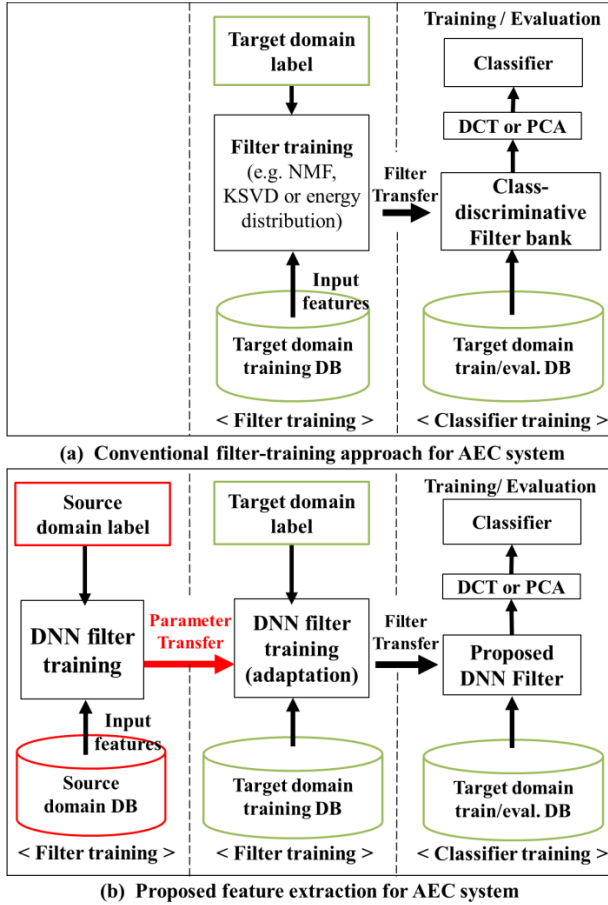 Target domain
label
Filter training
(e.g. NMF,
KSVD or energy
distribution)
Input
features
Target domain
training DB
< Filter training >
Filter
Transfer
Training / Evaluation
Classifier
DCT or PCA
Class-
discriminative
Filter bank
Target domain
train/eval. DB
< Classifier training >
(a) Conventional filter-training approach for AEC system
Source
domain label
DNN filter
training
Input
features
Source
domain DB
< Filter training >
Parameter
Transfer
Target domain
label
DNN filter
training
(adaptation)
Target domain
training DB
< Filter training >
Filter
Transfer
Training/ Evaluation
Classifier
DCT or PCA
Proposed
DNN Filter
Target domain
train/eval. DB
< Classifier training >
(b) Proposed feature extraction for AEC system